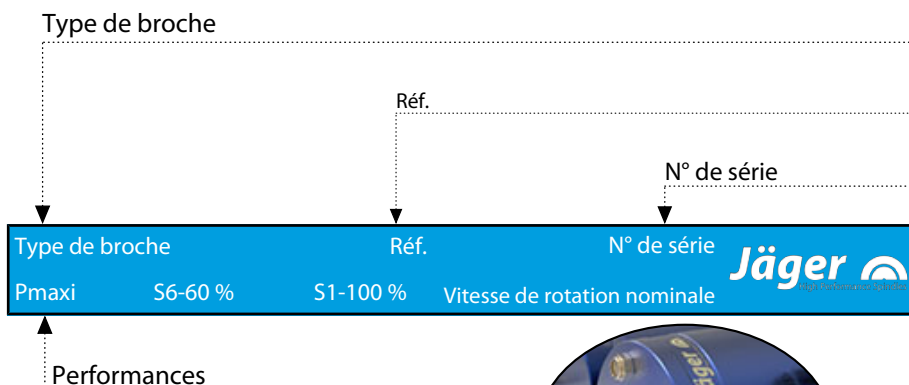 Type de broche
Réf.
N° de série
Type de broche Réf. N° de série
Jäger
Pmaxi S6-60 % S1-100 % Vitesse de rotation nominale
Performances